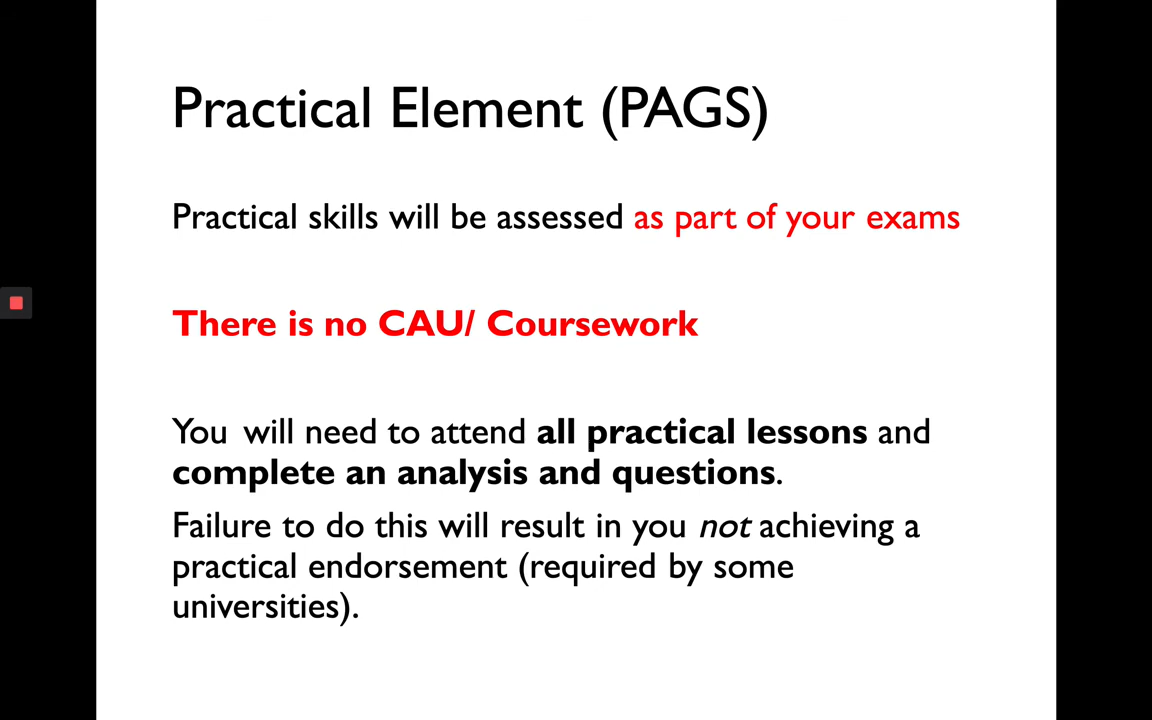 Practical Element (PAGS)
Practical skills will be assessed as part of your exams
There is no CAU/ Coursework
You will need to attend all practical lessons and
complete an analysis and questions.
Failure to do this will result in you not achieving a
practical endorsement (required by some
universities).